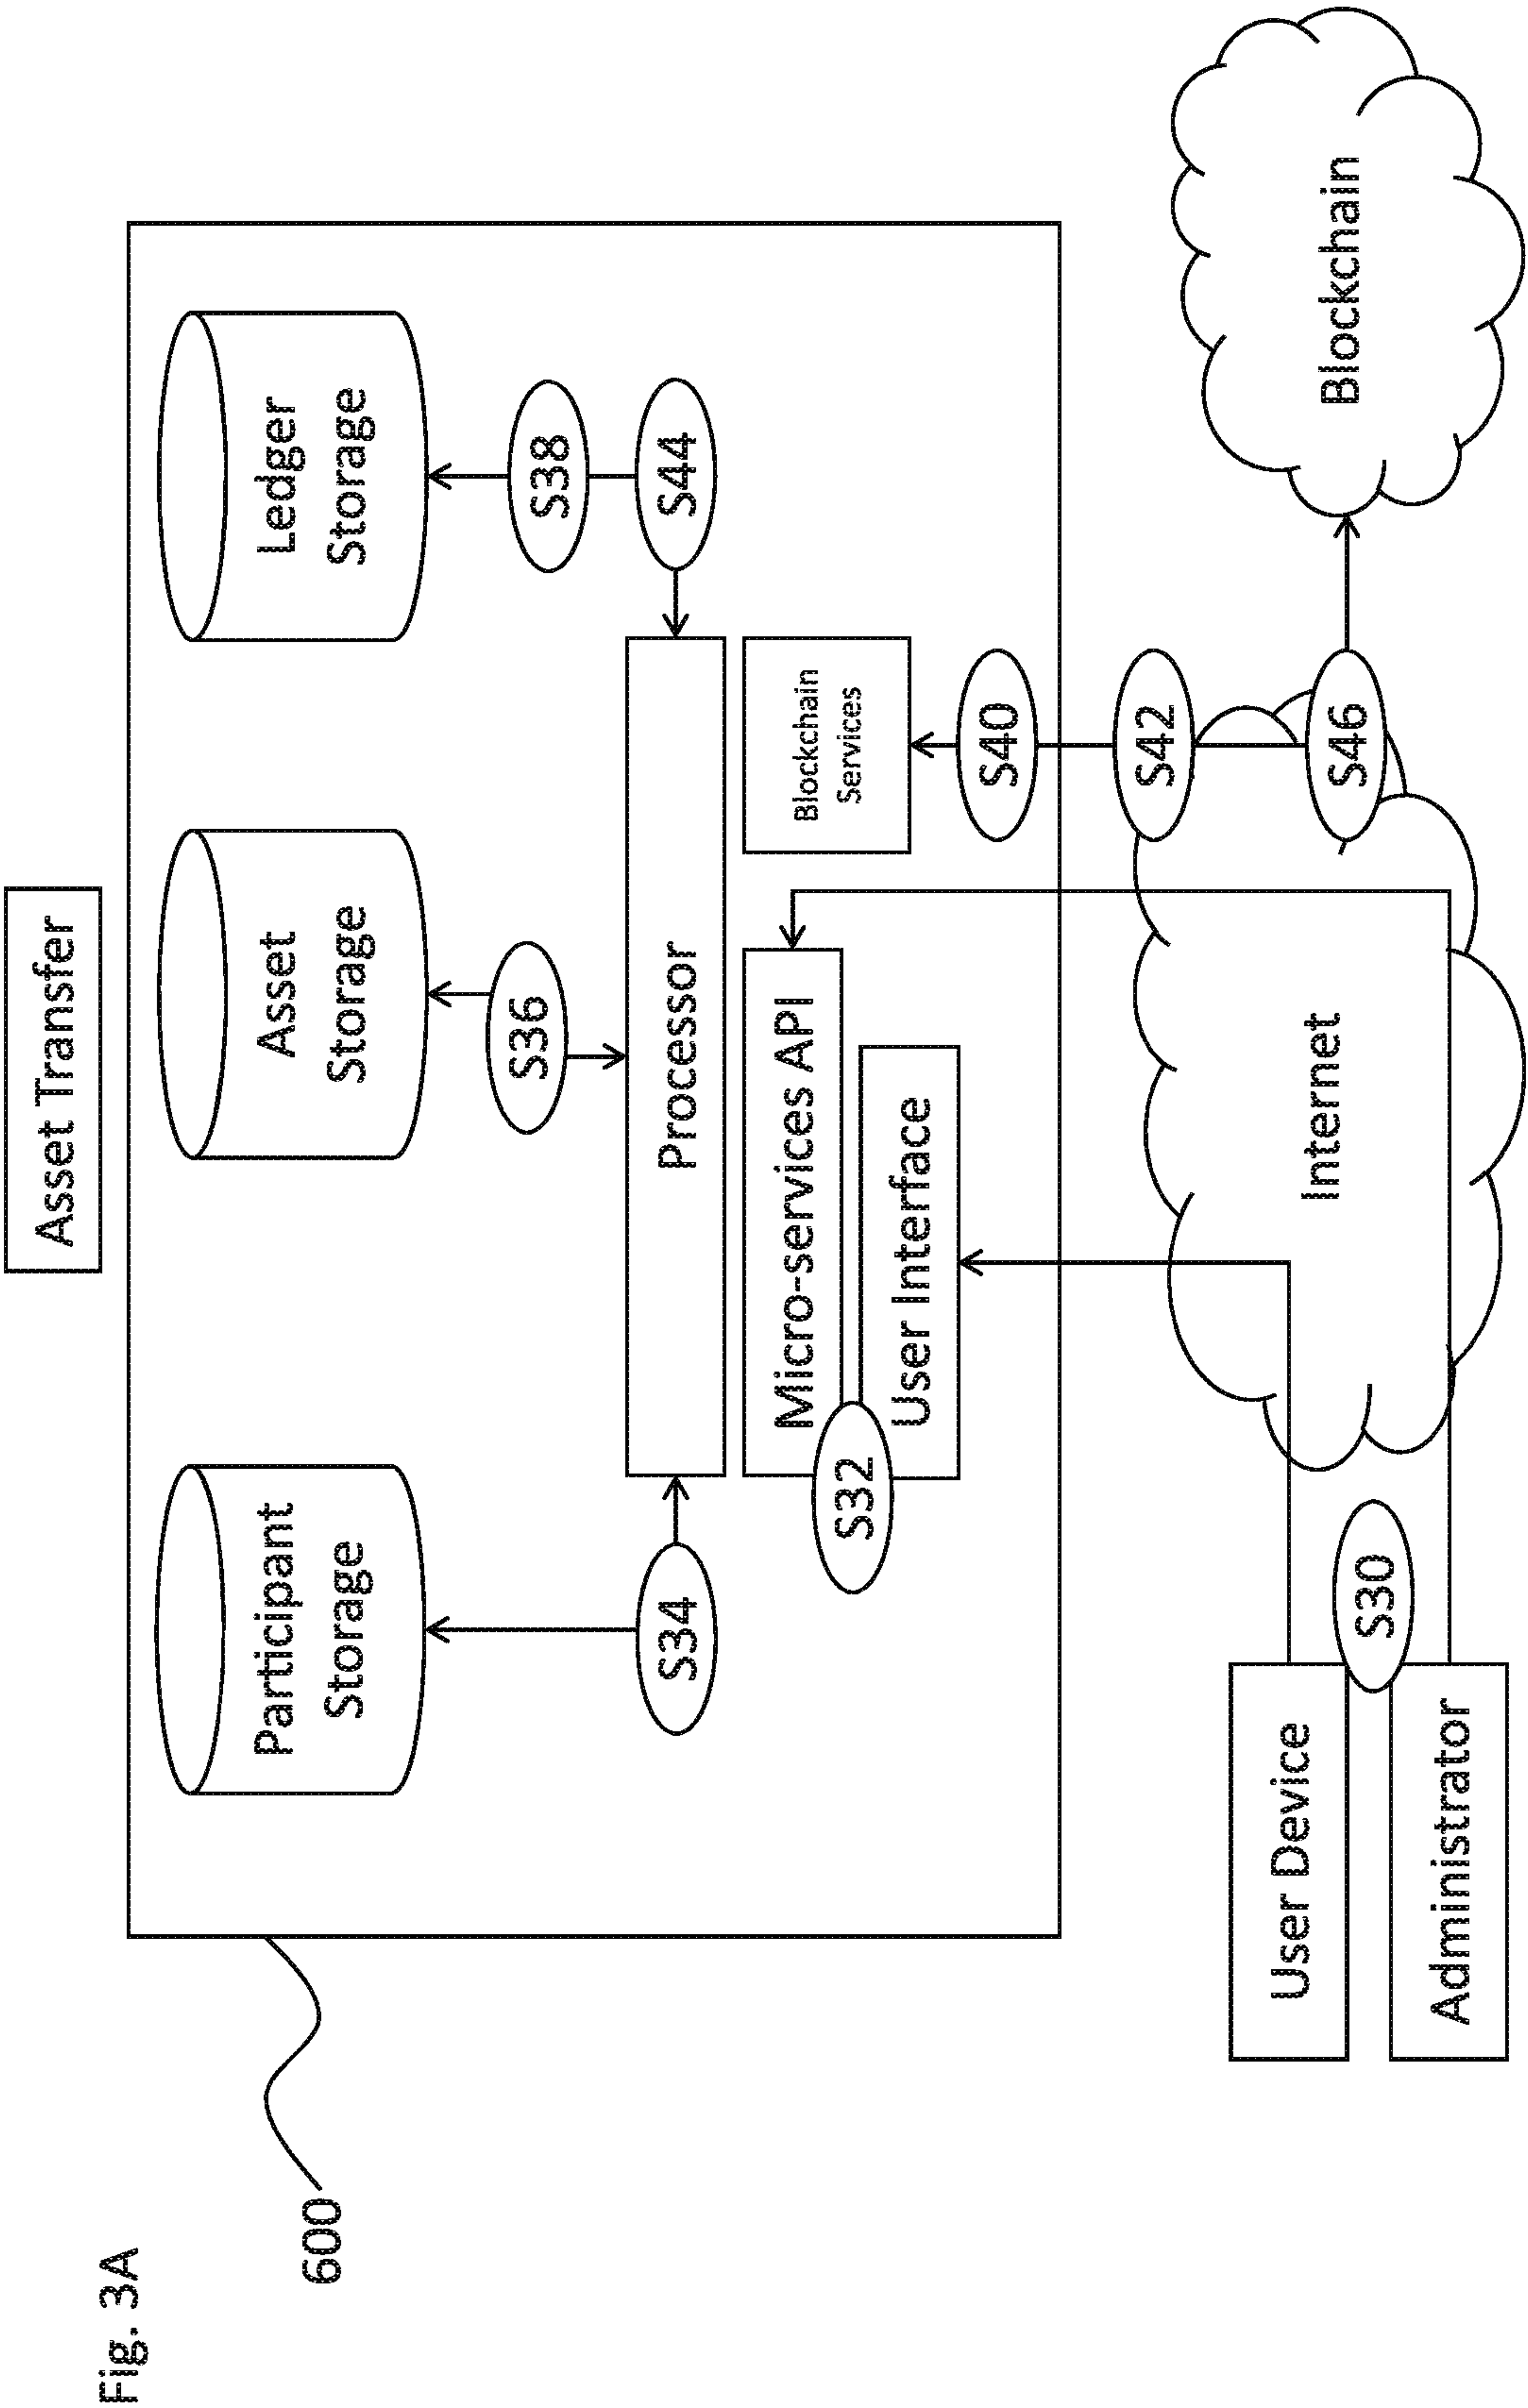 Fig. 3A
Asset Transfer
600
Participant
Storage
Asset
Storage
Ledger
Storage
S36
S38
S34
S44
Processor
Micro-services API
Blockchain
Services
S32
User Interface
S40
S42
S30
S46
User Device
Administrator
Internet
Blockchain